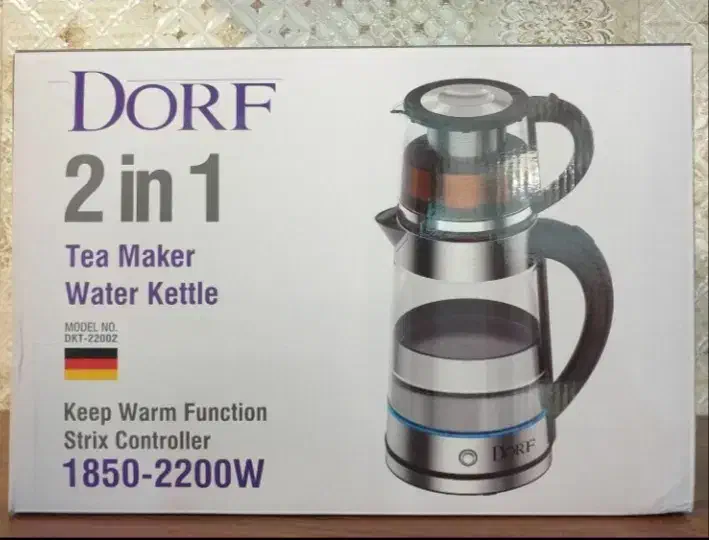 DORF
2 in 1
Tea Maker
Water Kettle
MODEL NO.
DKT-22002
Keep Warm Function
Strix Controller
1850-2200W
DORF